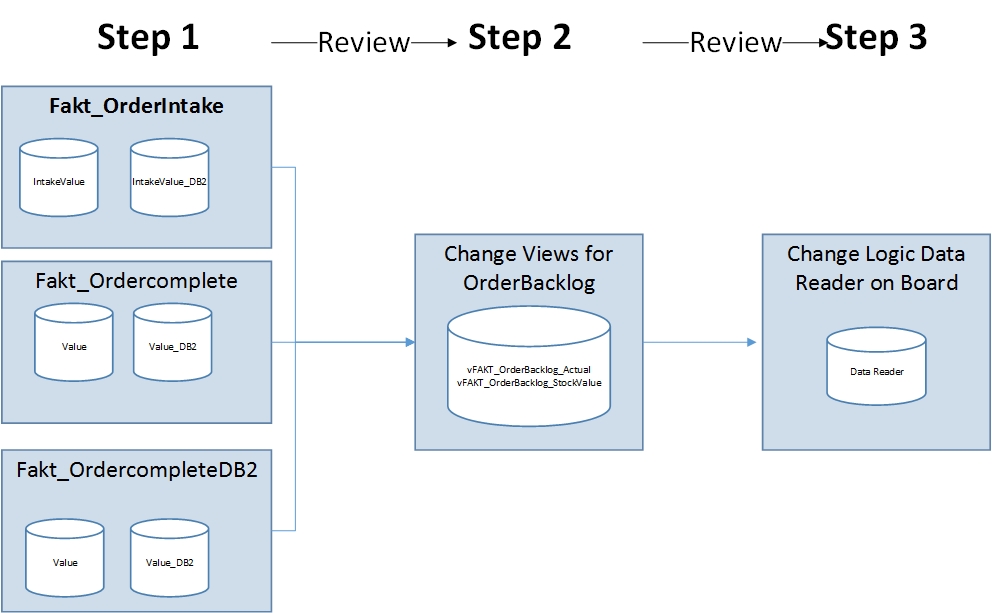 Step 1
Review
Step 2
Review
Step 3
Fakt_OrderIntake
IntakeValue
IntakeValue_DB2
Fakt_Ordercomplete
Value
Value_DB2
Fakt_OrdercompleteDB2
Value
Value_DB2
Change Views for
OrderBacklog
vFAKT_OrderBacklog_Actual
vFAKT_OrderBacklog_StockValue
Change Logic Data
Reader on Board
Data Reader